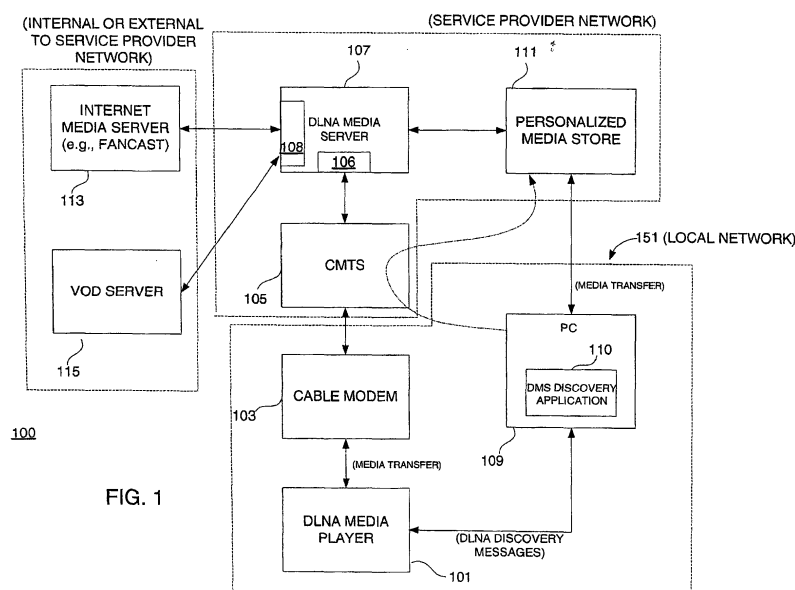 (INTERNAL OR EXTERNAL
TO SERVICE PROVIDER
NETWORK)
(SERVICE PROVIDER NETWORK)
107
111
INTERNET
MEDIA SERVER
(e.g., FANCAST)
113
DLNA MEDIA
SERVER
108
106
PERSONALIZED
MEDIA STORE
151 (LOCAL NETWORK)
VOD SERVER
115
CMTS
105
(MEDIA TRANSFER)
PC
110
DMS DISCOVERY
APPLICATION
109
CABLE MODEM
103
100
(MEDIA TRANSFER)
FIG. 1
DLNA MEDIA
PLAYER
101
(DLNA DISCOVERY
MESSAGES)